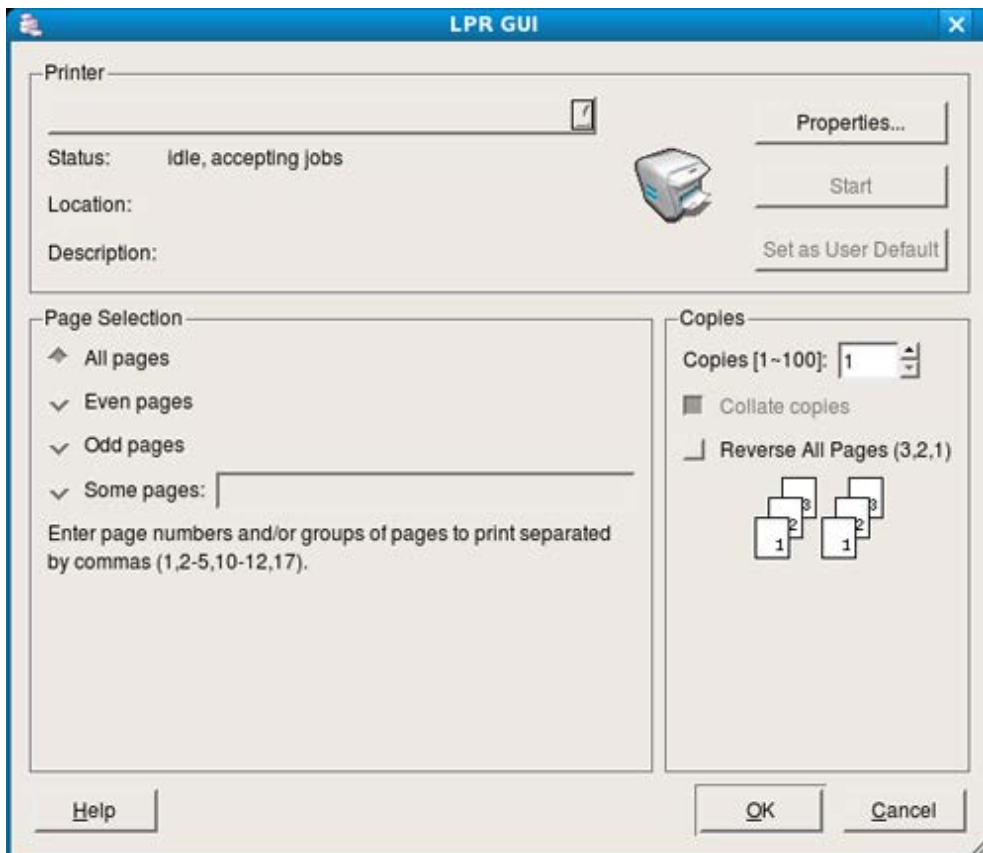 LPR GUI
Printer
Properties...
Status: idle, accepting jobs
Start
Location:
Description:
Set as User Default
Page Selection
All pages
Even pages
Odd pages
Some pages:
Enter page numbers and/or groups of pages to print separated
by commas (1,2-5,10-12,17).
Copies
Copies [1~100]: 1
Collate copies
Reverse All Pages (3,2,1)
3 3
2 2
1 1
Help
OK
Cancel